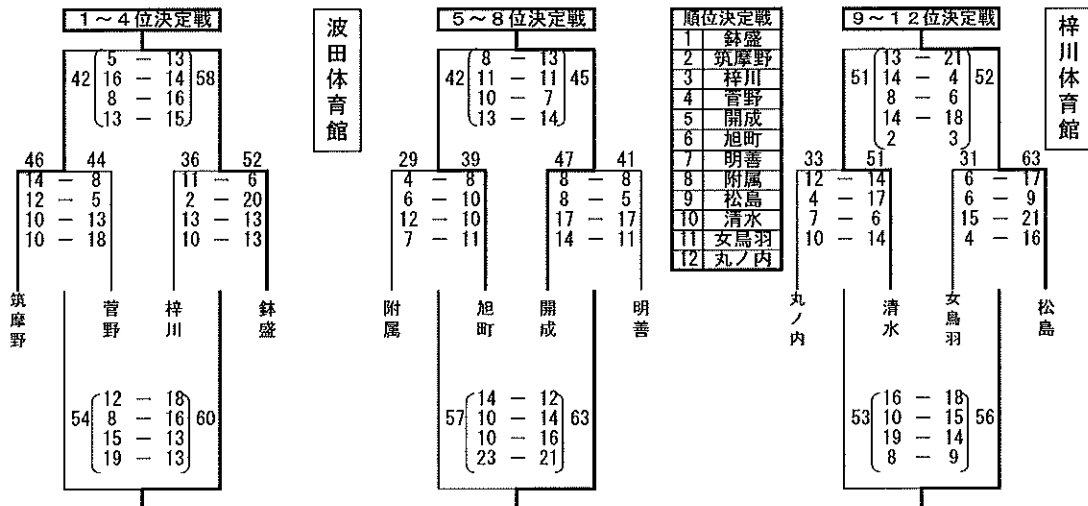 1～4位決定戦
5 － 13
42 16 － 14 58
8 － 16
13 － 15
46 44 36 52
14 － 8 11 － 6
12 － 5 2 － 20
10 － 13 13 － 13
10 － 18 10 － 13
筑摩野 菅野 梓川 鉢盛
12 － 18
54 8 － 16 60
15 － 13
19 － 13
波田体育館
5～8位決定戦
8 － 13
42 11 － 11 45
10 － 7
13 － 14
29 39 47 41
4 － 8 8 － 8
6 － 10 8 － 5
12 － 10 17 － 17
7 － 11 14 － 11
附属 旭町 開成 明善
14 － 12
57 10 － 14 63
10 － 16
23 － 21
順位決定戦
1 鉢盛
2 筑摩野
3 梓川
4 菅野
5 開成
6 旭町
7 明善
8 附属
9 松島
10 清水
11 女鳥羽
12 丸ノ内
9～12位決定戦
13 － 21
51 14 － 4 52
8 － 6
14 － 18
2 3
33 51 31 63
12 － 14 6 － 17
4 － 17 6 － 9
7 － 6 15 － 21
10 － 14 4 － 16
丸ノ内 清水 女鳥羽 松島
16 － 18
53 10 － 15 56
19 － 14
8 － 9
梓川体育館